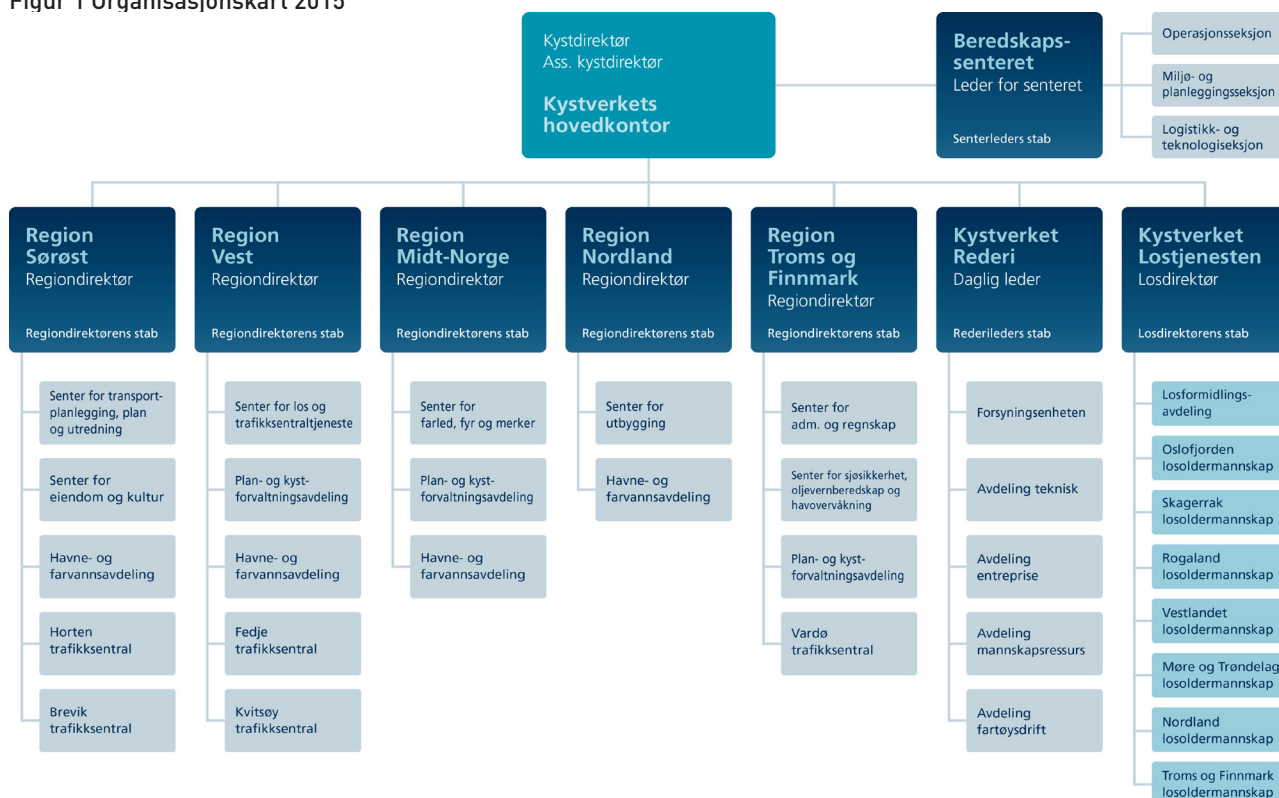 Figur 1 Organisasjonskart 2015
Kystdirektør
Ass. kystdirektør
Kystverkets
hovedkontor
Beredskaps-
senteret
Leder for senteret
Senterleders stab
Operasjonsseksjon
Miljø- og
planleggingsseksjon
Logistikk- og
teknologiseksjon
Region
Sørøst
Regiondirektør
Regiondirektørens stab
Senter for transport-
planlegging, plan
og utredning
Senter for
eiendom og kultur
Havne- og
farvannsavdeling
Horten
trafikksentral
Brevik
trafikksentral
Region
Vest
Regiondirektør
Regiondirektørens stab
Senter for los og
trafikksentraltjeneste
Plan- og kyst-
forvaltningsavdeling
Havne- og
farvannsavdeling
Fedje
trafikksentral
Kvitsøy
trafikksentral
Region
Midt-Norge
Regiondirektør
Regiondirektørens stab
Senter for
farled, fyr og merker
Plan- og kyst-
forvaltningsavdeling
Havne- og
farvannsavdeling
Region
Nordland
Regiondirektør
Regiondirektørens stab
Senter for
utbygging
Havne- og
farvannsavdeling
Region
Troms og
Finnmark
Regiondirektør
Regiondirektørens stab
Senter for
adm. og regnskap
Senter for sjøsikkerhet,
oljevernberedskap og
havovervåkning
Plan- og kyst-
forvaltningsavdeling
Vardø
trafikksentral
Kystverket
Rederi
Daglig leder
Rederileders stab
Forsyningsenheten
Avdeling teknisk
Avdeling
entreprise
Avdeling
mannskapsressurs
Avdeling
fartøysdrift
Kystverket
Lostjenesten
Losdirektør
Losdirektørens stab
Losformidlings-
avdeling
Oslofjorden
losoldermannskap
Skagerrak
losoldermannskap
Rogaland
losoldermannskap
Vestlandet
losoldermannskap
Møre og Trøndelag
losoldermannskap
Nordland
losoldermannskap
Troms og Finnmark
losoldermannskap